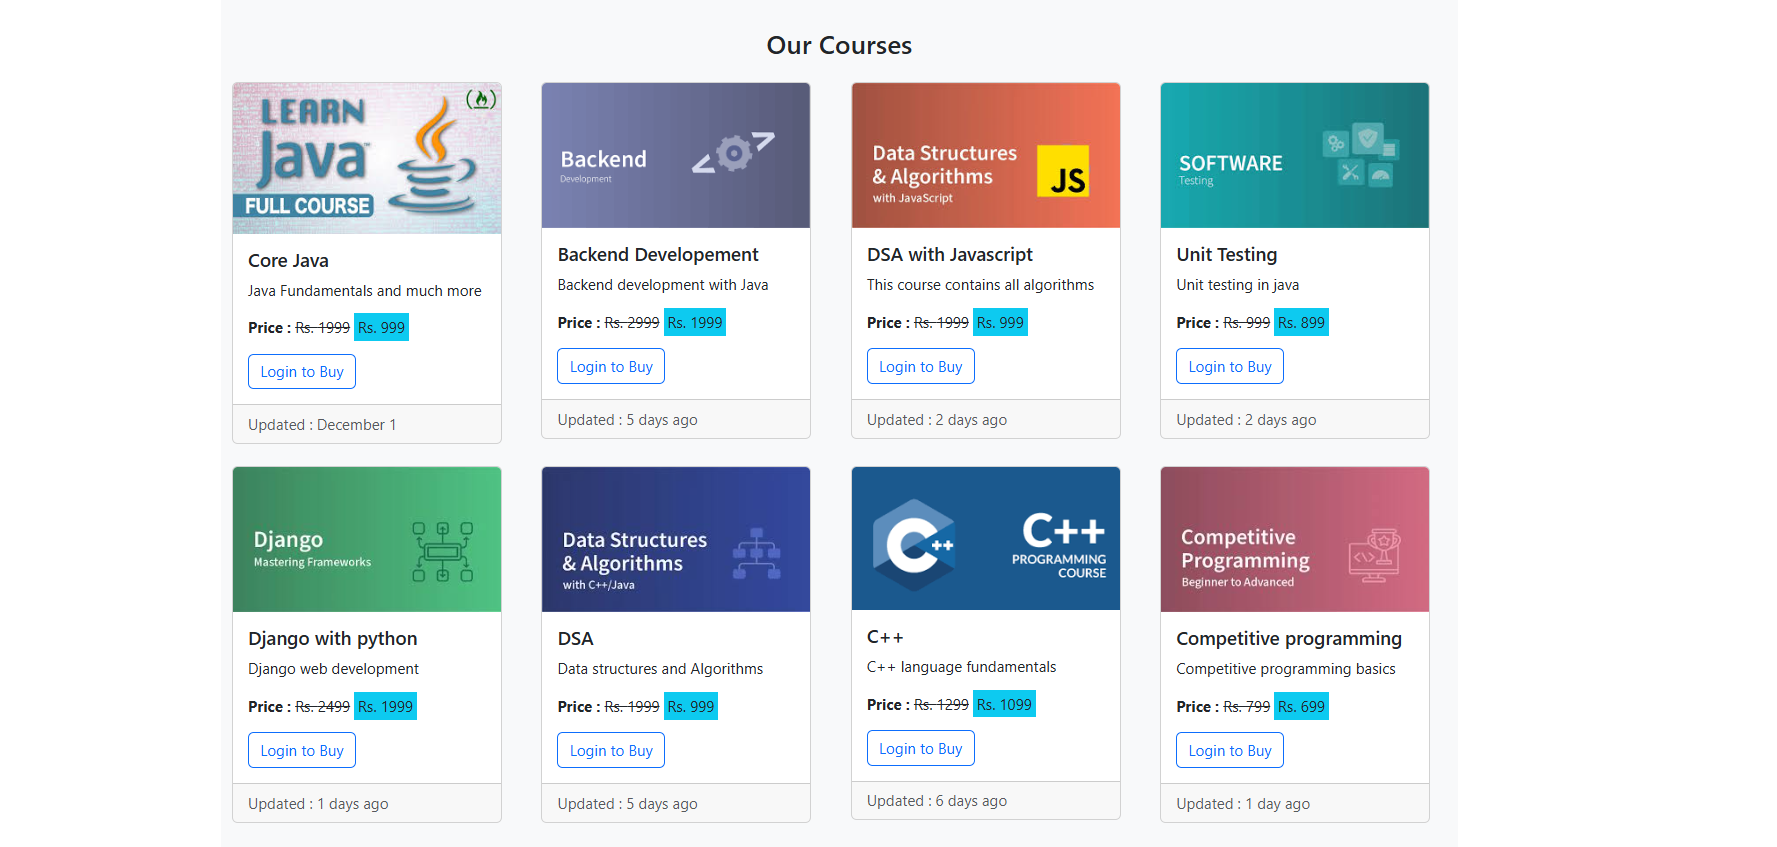 Our Courses
LEARN
Java™
FULL COURSE
Core Java
Java Fundamentals and much more
Price : Rs. 1999 Rs. 999
Login to Buy
Updated : December 1
Backend
Development
Backend Developement
Backend development with Java
Price : Rs. 2999 Rs. 1999
Login to Buy
Updated : 5 days ago
Data Structures
& Algorithms
with JavaScript
JS
DSA with Javascript
This course contains all algorithms
Price : Rs. 1999 Rs. 999
Login to Buy
Updated : 2 days ago
SOFTWARE
Testing
Unit Testing
Unit testing in java
Price : Rs. 999 Rs. 899
Login to Buy
Updated : 2 days ago
Django
Mastering Frameworks
Django with python
Django web development
Price : Rs. 2499 Rs. 1999
Login to Buy
Updated : 1 days ago
Data Structures
& Algorithms
with C++/Java
DSA
Data structures and Algorithms
Price : Rs. 1999 Rs. 999
Login to Buy
Updated : 5 days ago
C++
C++
PROGRAMMING
COURSE
C++
C++ language fundamentals
Price : Rs. 1299 Rs. 1099
Login to Buy
Updated : 6 days ago
Competitive
Programming
Beginner to Advanced
Competitive programming
Competitive programming basics
Price : Rs. 799 Rs. 699
Login to Buy
Updated : 1 day ago